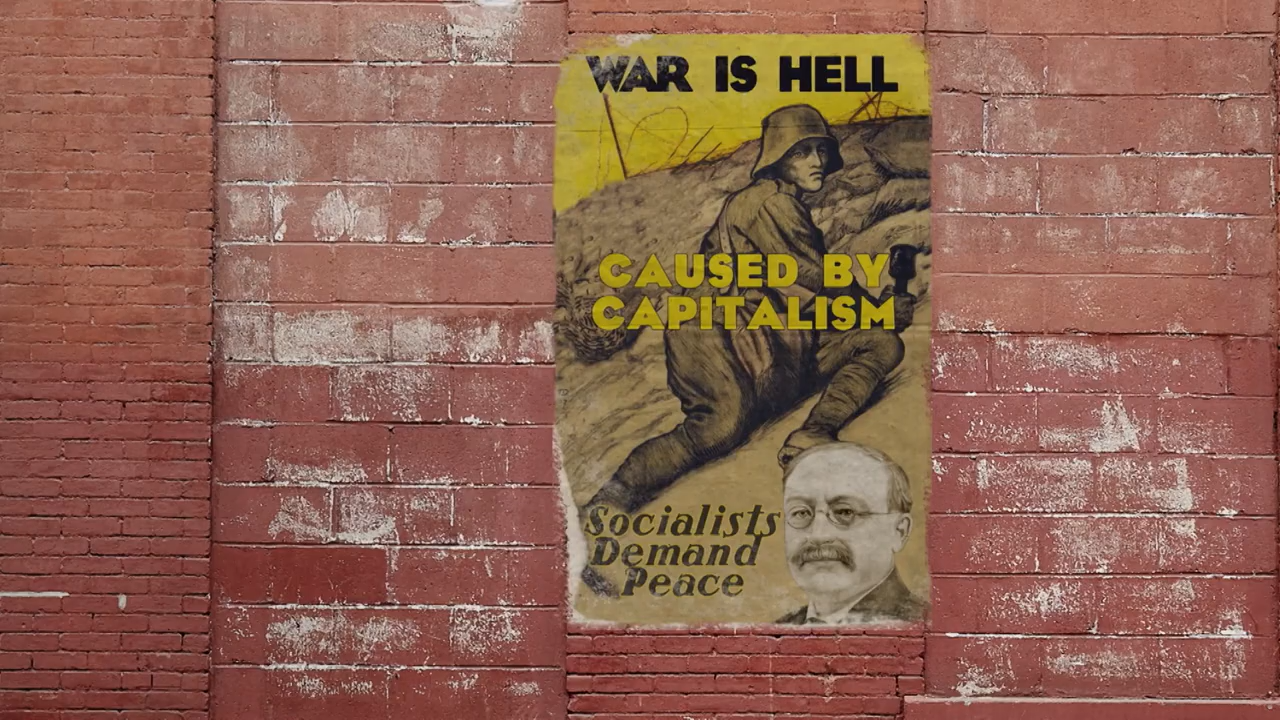 WAR IS HELL
CAUSED BY
CAPITALISM
Socialists
Demand
Peace